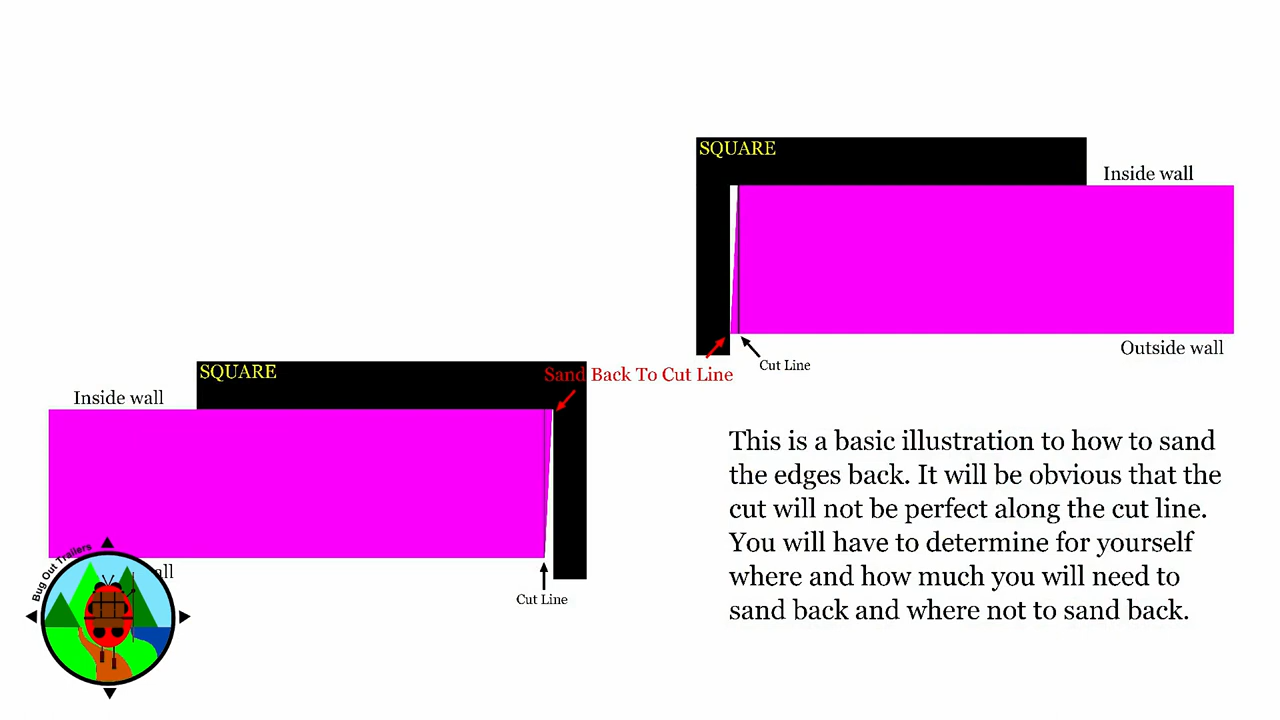 SQUARE
Inside wall
Outside wall
Cut Line
SQUARE
Sand Back To Cut Line
Inside wall
Cut Line
This is a basic illustration to how to sand
the edges back. It will be obvious that the
cut will not be perfect along the cut line.
You will have to determine for yourself
where and how much you will need to
sand back and where not to sand back.
Bug Out Trailers